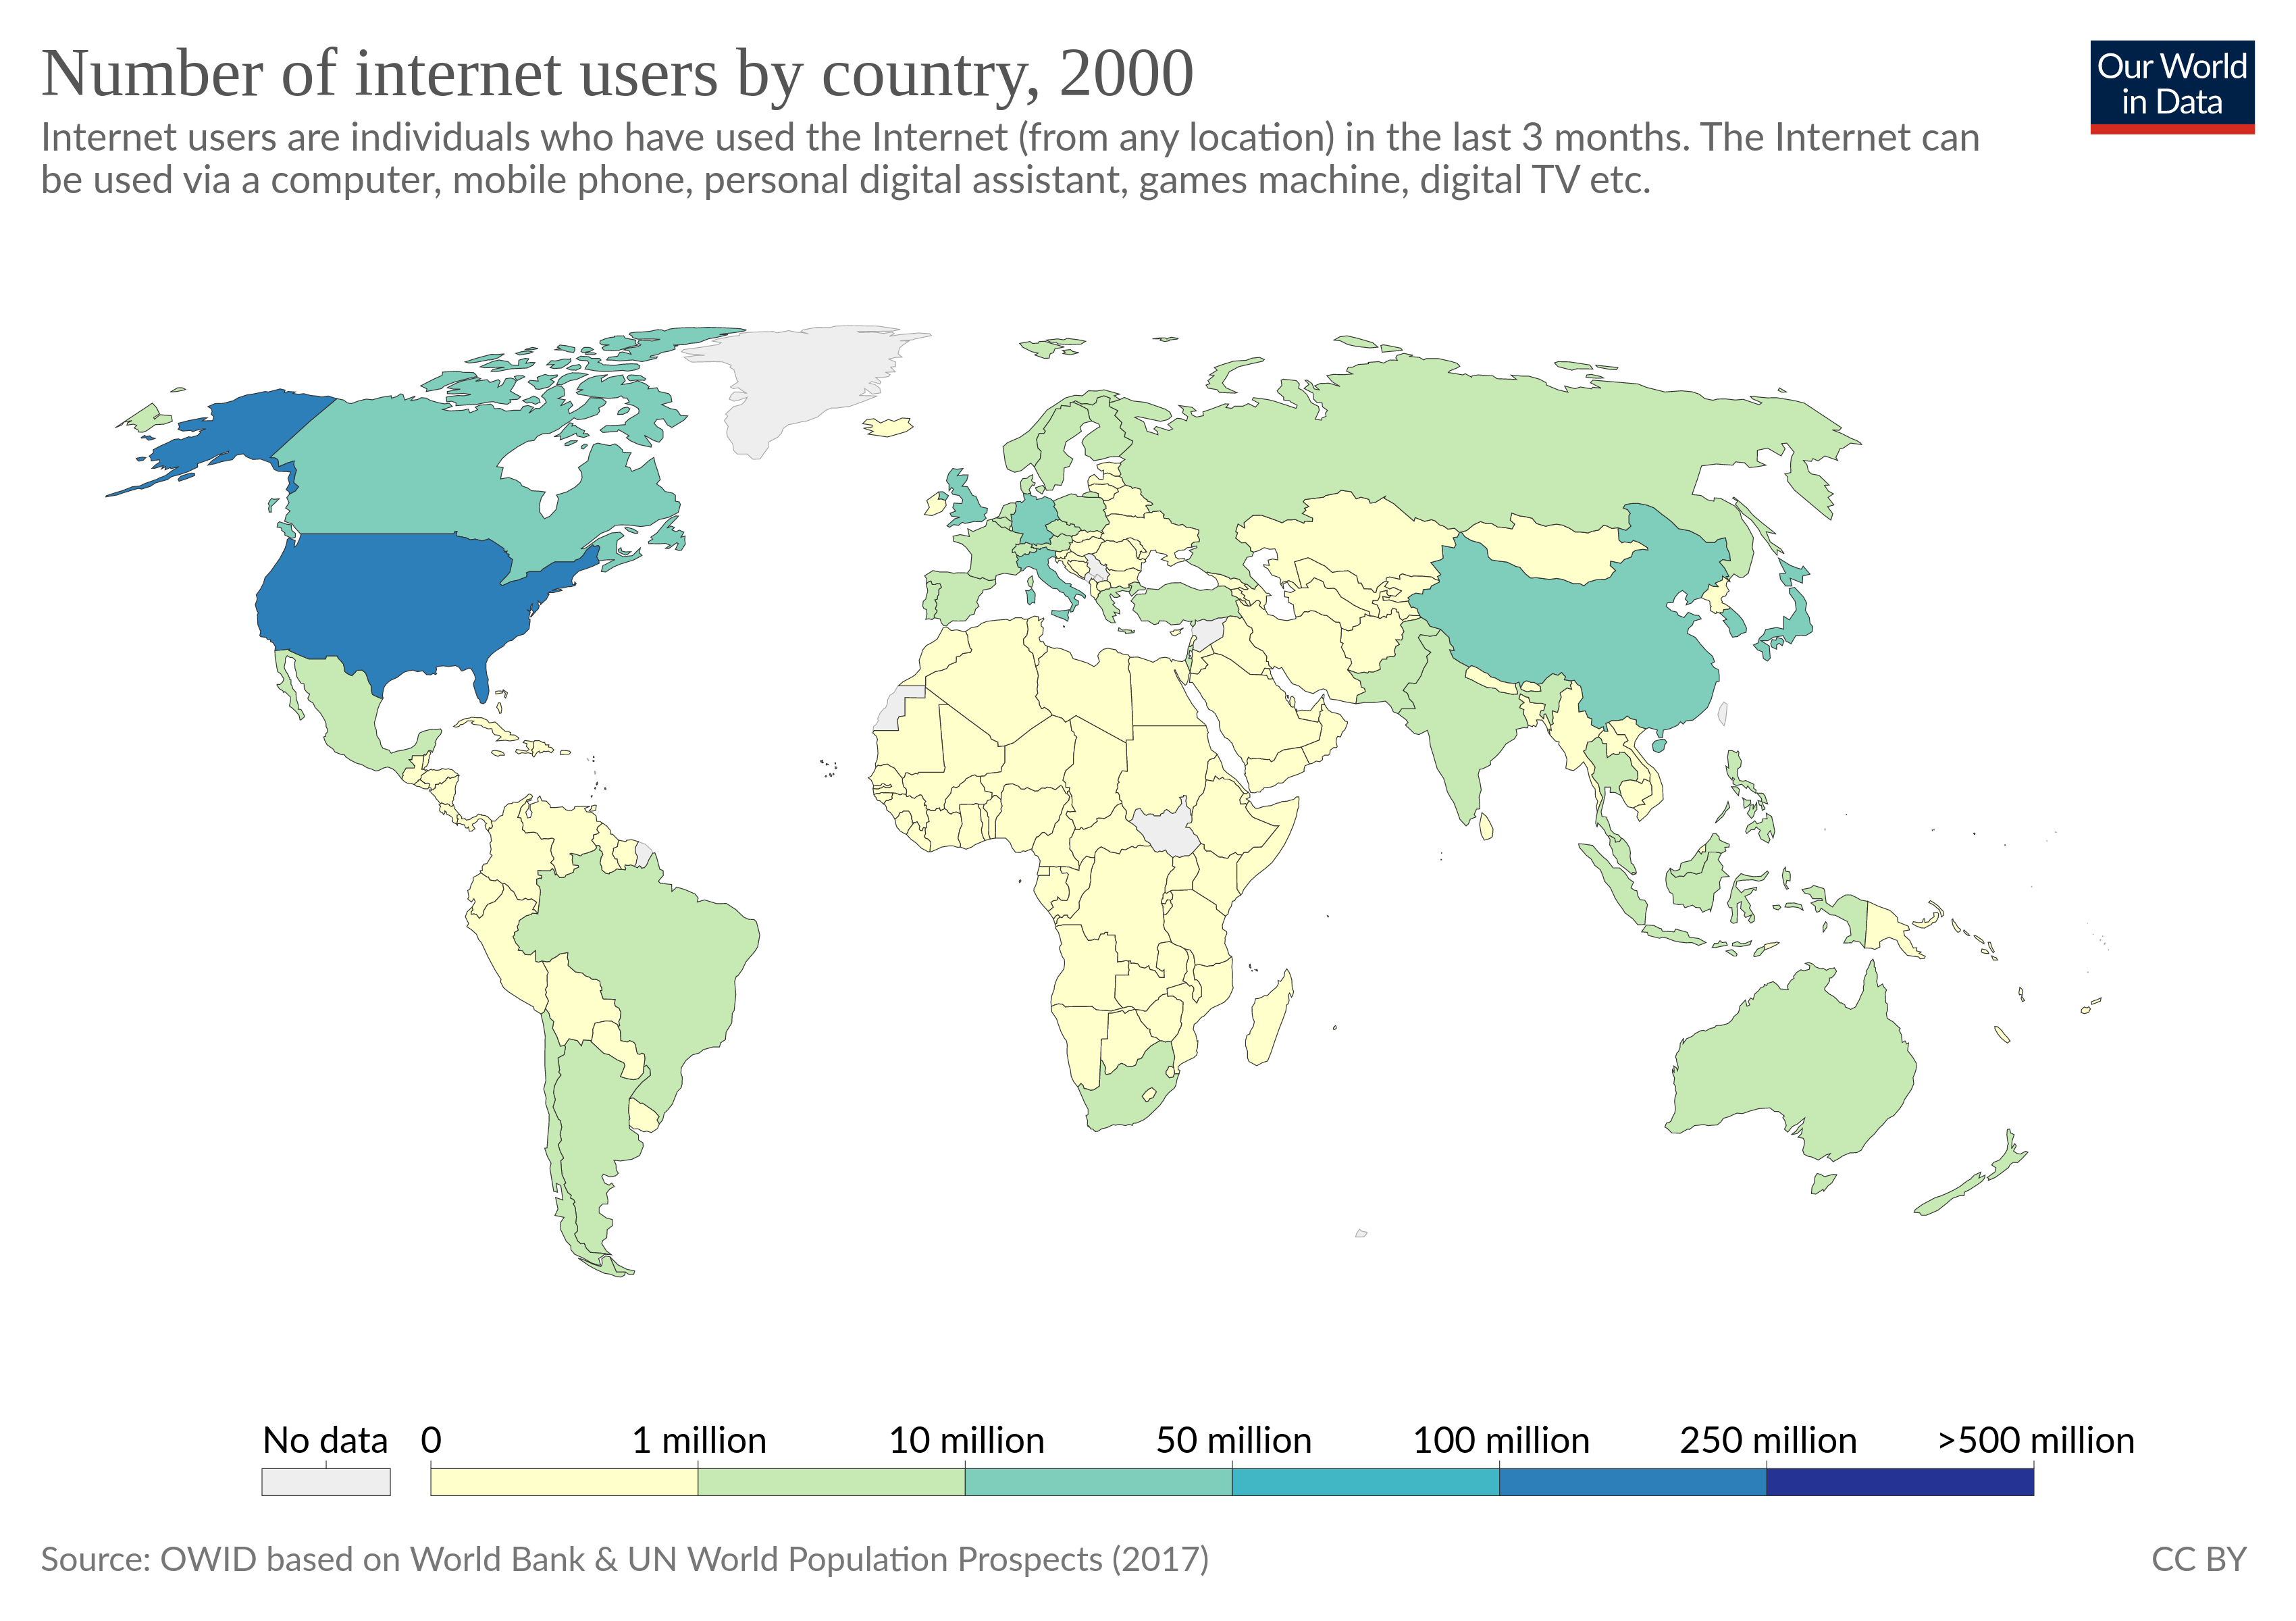 Number of internet users by country, 2000
Our World
in Data
Internet users are individuals who have used the Internet (from any location) in the last 3 months. The Internet can
be used via a computer, mobile phone, personal digital assistant, games machine, digital TV etc.
No data
0
1 million
10 million
50 million
100 million
250 million
>500 million
Source: OWID based on World Bank & UN World Population Prospects (2017)
CC BY